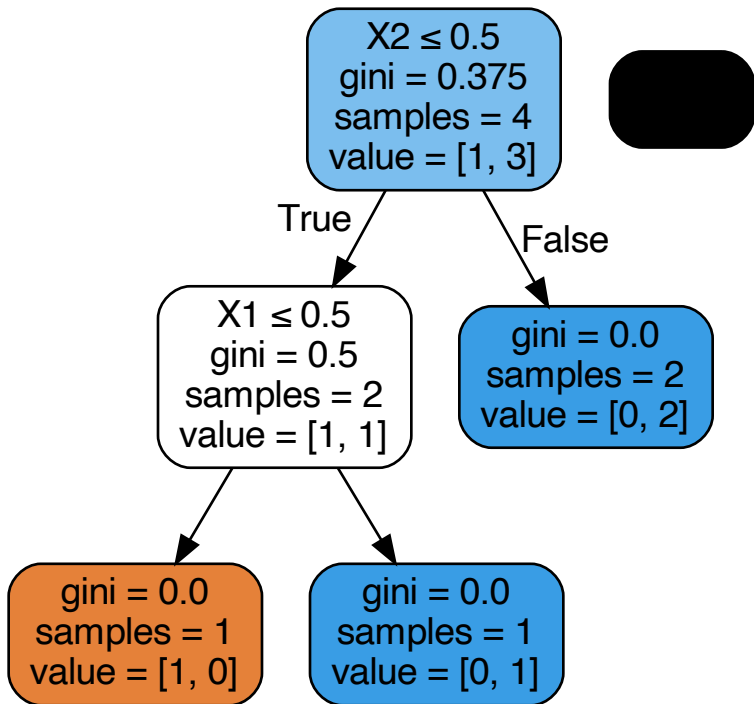 X2 ≤ 0.5
gini = 0.375
samples = 4
value = [1, 3]
True
False
X1 ≤ 0.5
gini = 0.5
samples = 2
value = [1, 1]
gini = 0.0
samples = 2
value = [0, 2]
gini = 0.0
samples = 1
value = [1, 0]
gini = 0.0
samples = 1
value = [0, 1]